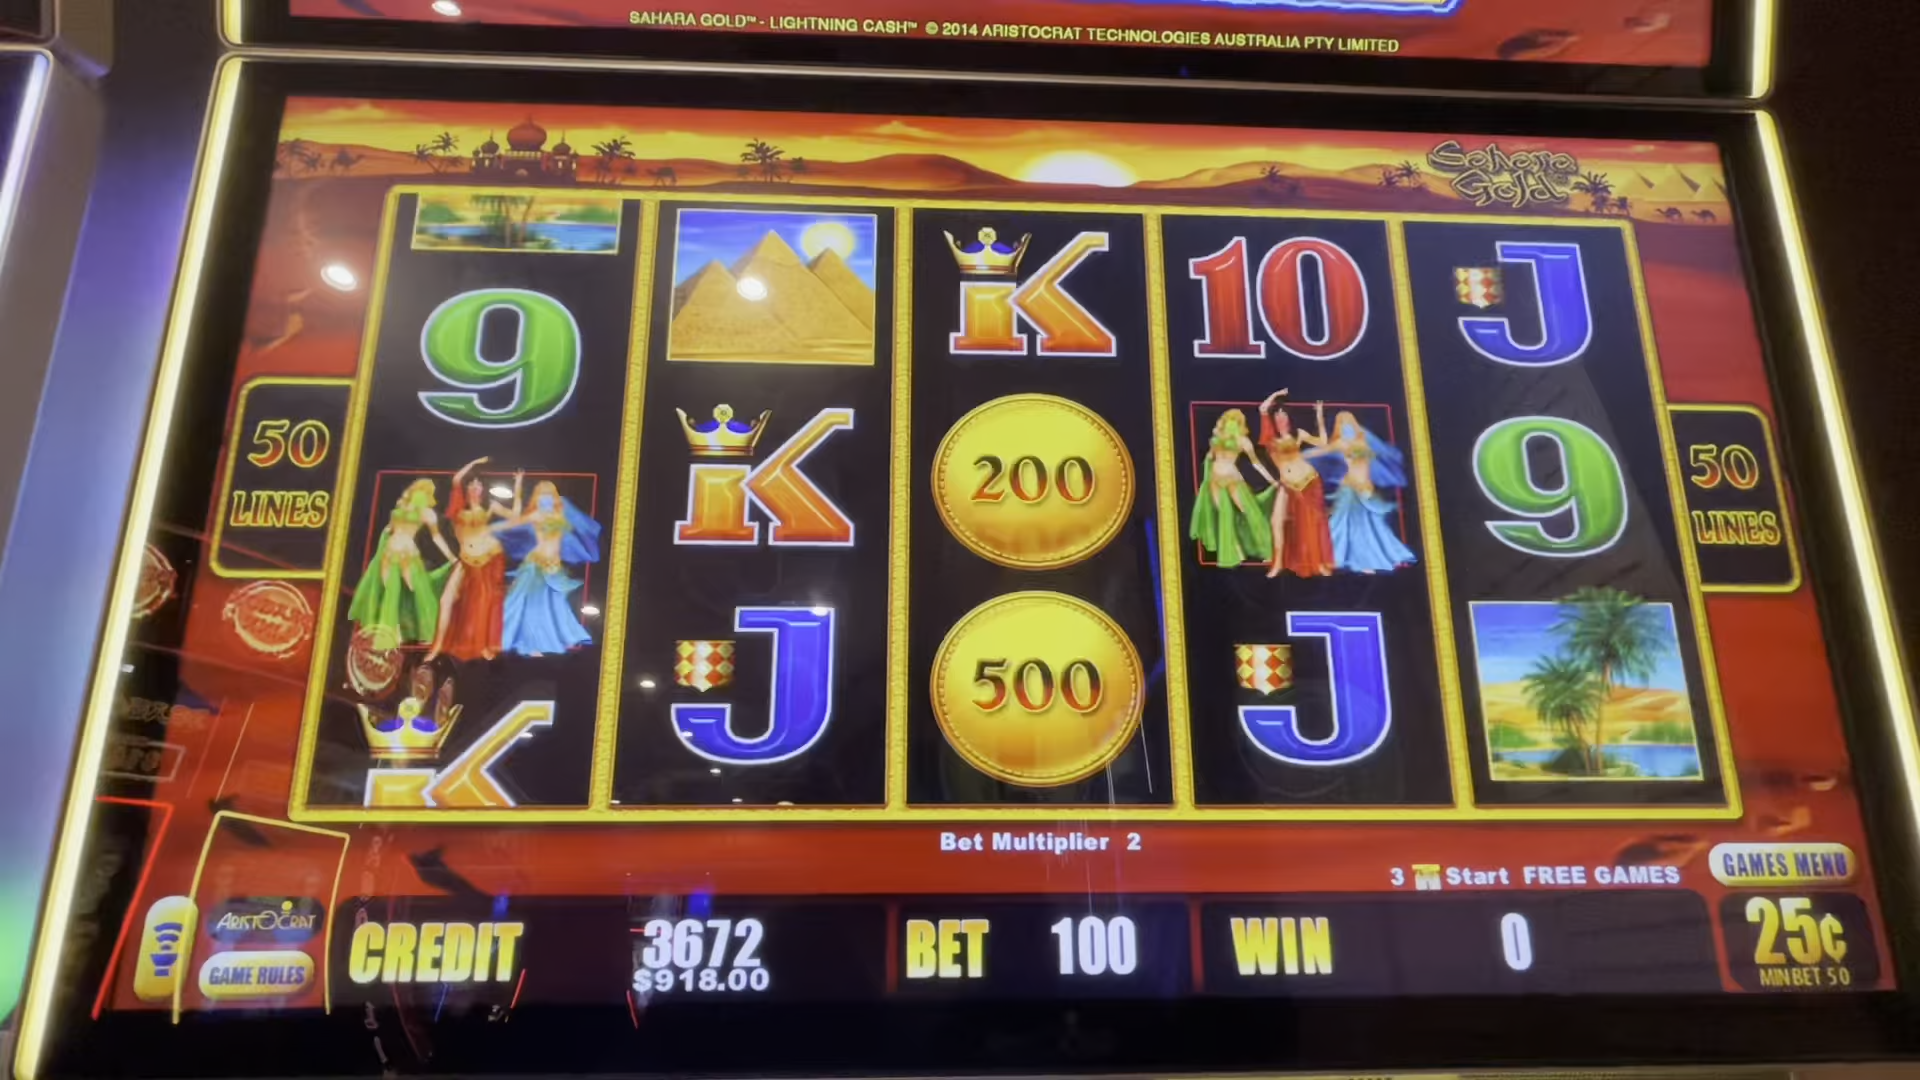 SAHARA GOLD™ - LIGHTNING CASH™ © 2014 ARISTOCRAT TECHNOLOGIES AUSTRALIA PTY LIMITED
Sahara Gold
K 10 J
9
K 200 9
50 LINES
50 LINES
J 500 J
K
Bet Multiplier 2
3 Start FREE GAMES
GAMES MENU
ARISTOCRAT
GAME RULES
CREDIT 3672
$918.00
BET 100
WIN 0
25¢
MIN BET 50